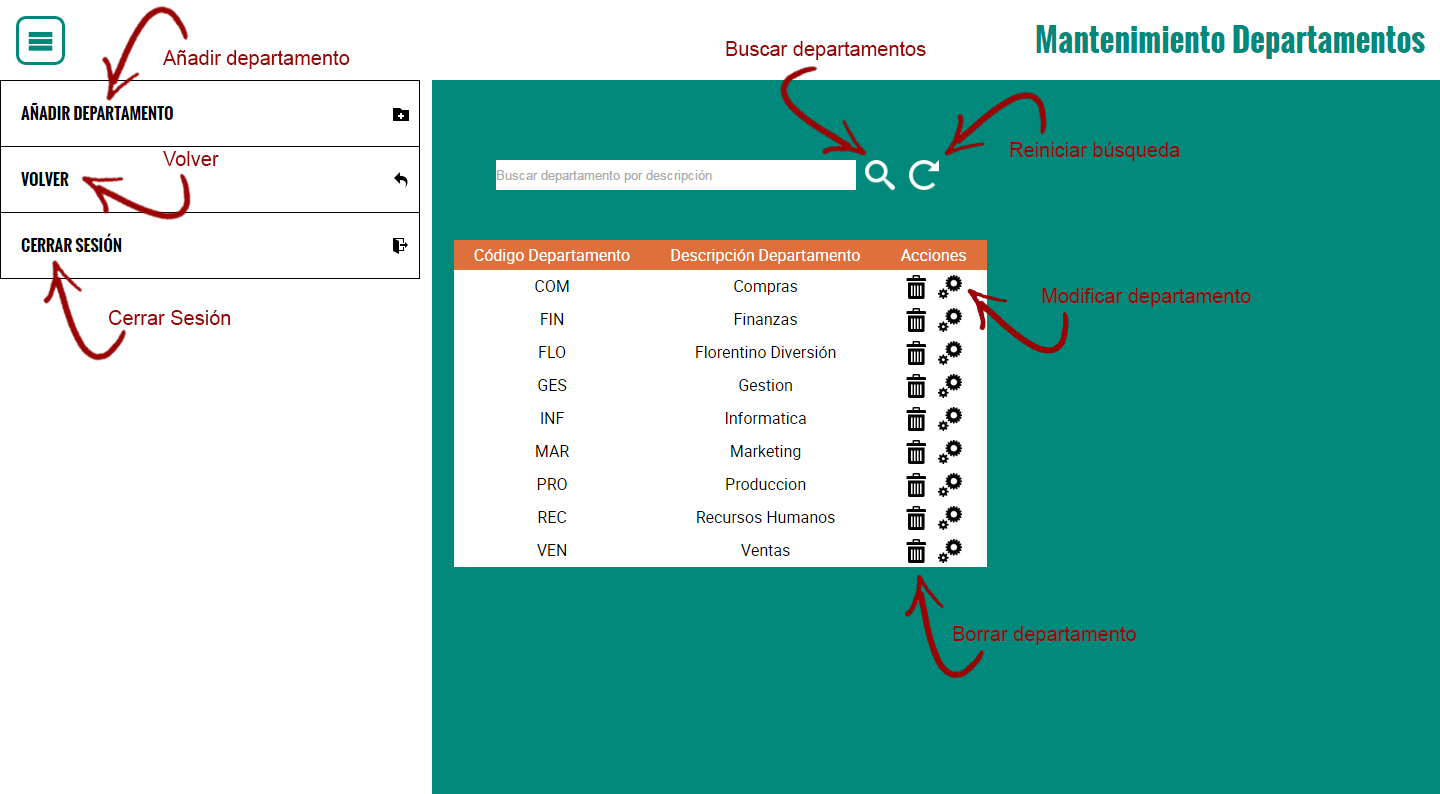 Mantenimiento Departamentos
Añadir departamento
Buscar departamentos
AÑADIR DEPARTAMENTO
Volver
VOLVER
Reiniciar búsqueda
Buscar departamento por descripción
CERRAR SESIÓN
Cerrar Sesión
Código Departamento Descripción Departamento Acciones
COM Compras
Modificar departamento
FIN Finanzas
FLO Florentino Diversión
GES Gestion
INF Informatica
MAR Marketing
PRO Produccion
REC Recursos Humanos
VEN Ventas
Borrar departamento